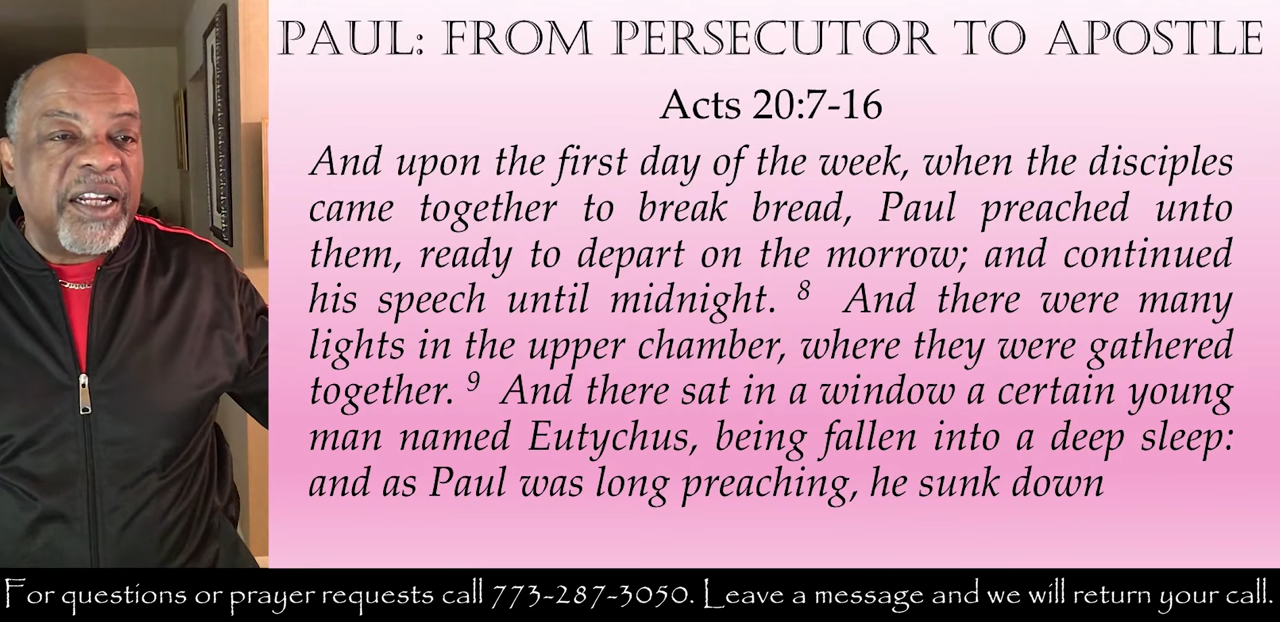 PAUL: FROM PERSECUTOR TO APOSTLE
Acts 20:7-16
And upon the first day of the week, when the disciples
came together to break bread, Paul preached unto
them, ready to depart on the morrow; and continued
his speech until midnight. 8 And there were many
lights in the upper chamber, where they were gathered
together. 9 And there sat in a window a certain young
man named Eutychus, being fallen into a deep sleep:
and as Paul was long preaching, he sunk down
For questions or prayer requests call 773-287-3050. Leave a message and we will return your call.